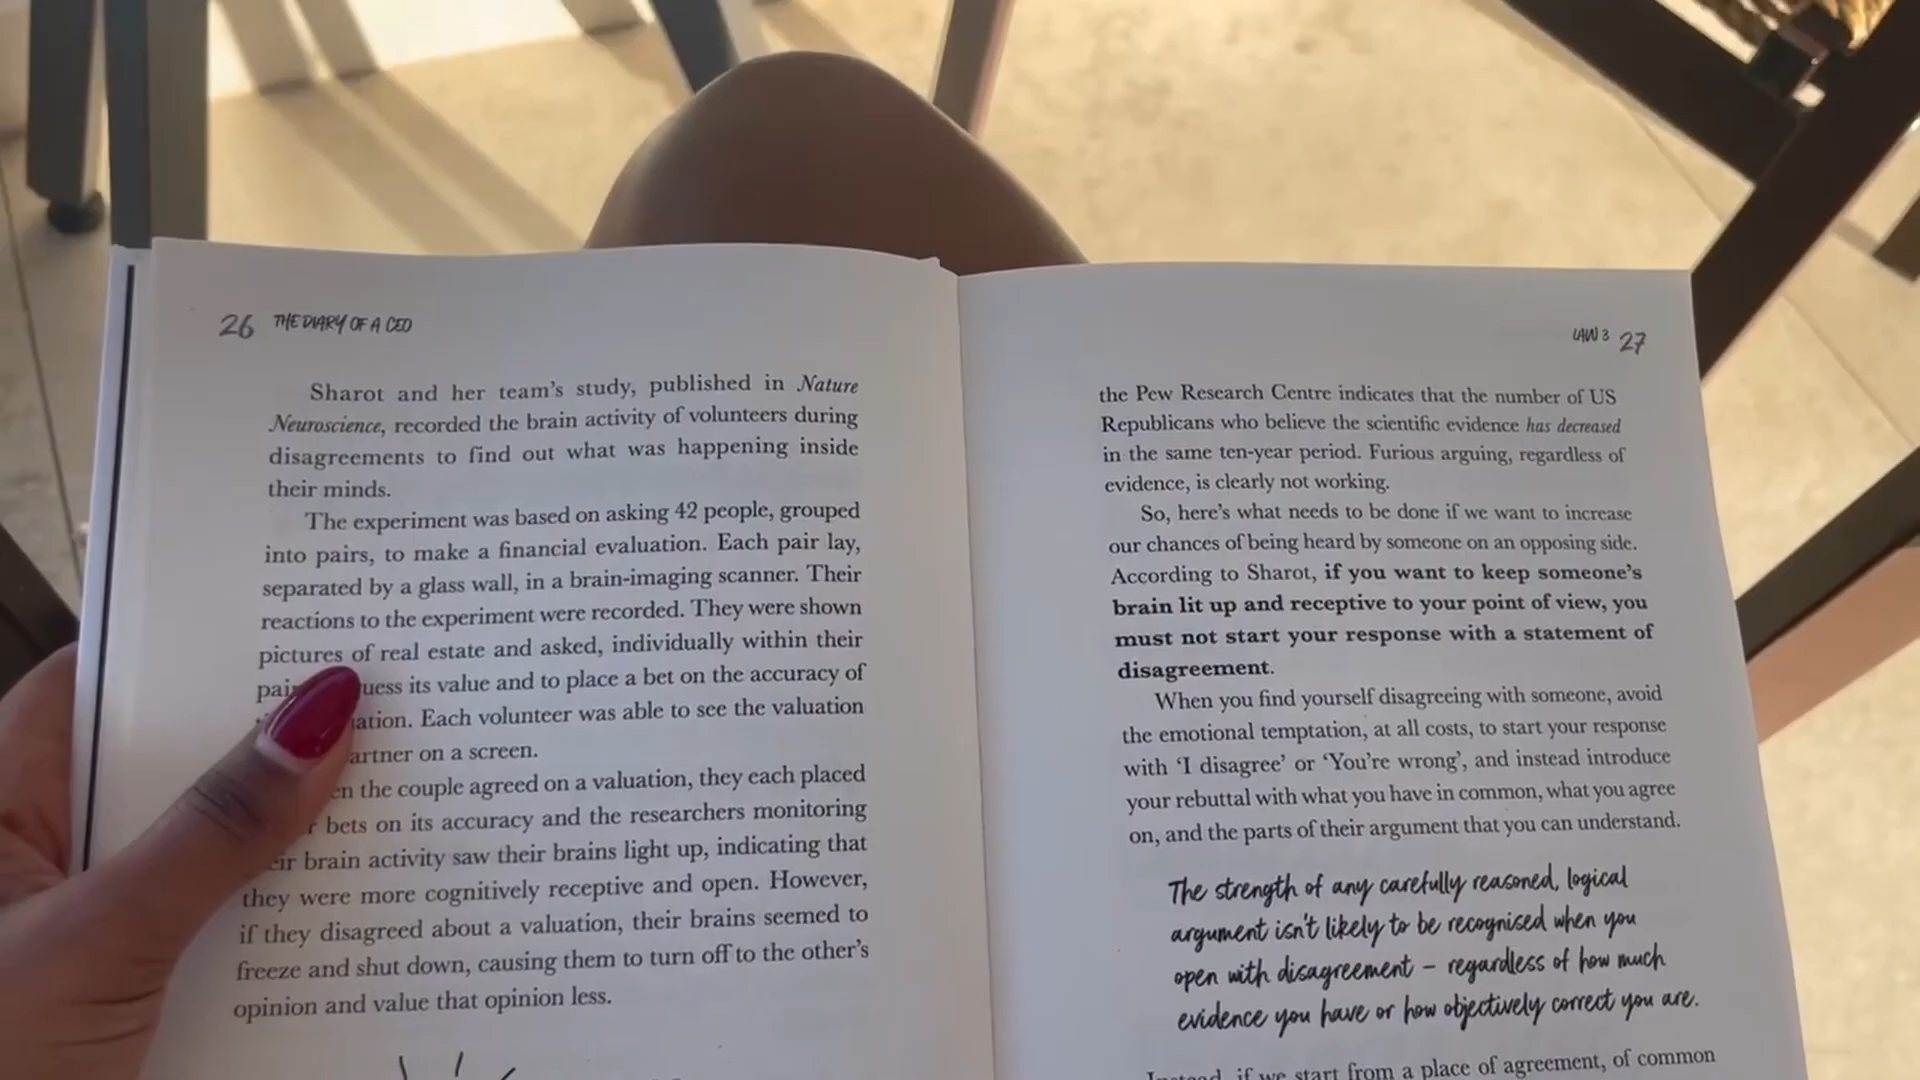 26 THE DIARY OF A CEO
Sharot and her team's study, published in Nature
Neuroscience, recorded the brain activity of volunteers during
disagreements to find out what was happening inside
their minds.
The experiment was based on asking 42 people, grouped
into pairs, to make a financial evaluation. Each pair lay,
separated by a glass wall, in a brain-imaging scanner. Their
reactions to the experiment were recorded. They were shown
pictures of real estate and asked, individually within their
uess its value and to place a bet on the accuracy of
ation. Each volunteer was able to see the valuation
artner on a screen.
en the couple agreed on a valuation, they each placed
r bets on its accuracy and the researchers monitoring
eir brain activity saw their brains light up, indicating that
they were more cognitively receptive and open. However,
if they disagreed about a valuation, their brains seemed to
freeze and shut down, causing them to turn off to the other's
opinion and value that opinion less.
LAW 3 27
the Pew Research Centre indicates that the number of US
Republicans who believe the scientific evidence has decreased
in the same ten-year period. Furious arguing, regardless of
evidence, is clearly not working.
So, here's what needs to be done if we want to increase
our chances of being heard by someone on an opposing side.
According to Sharot, if you want to keep someone's
brain lit up and receptive to your point of view, you
must not start your response with a statement of
disagreement.
When you find yourself disagreeing with someone, avoid
the emotional temptation, at all costs, to start your response
with 'I disagree' or 'You're wrong', and instead introduce
your rebuttal with what you have in common, what you agree
on, and the parts of their argument that you can understand.
The strength of any carefully reasoned, logical
argument isn't likely to be recognised when you
open with disagreement – regardless of how much
evidence you have or how objectively correct you are.
Instead, if we start from a place of agreement, of common